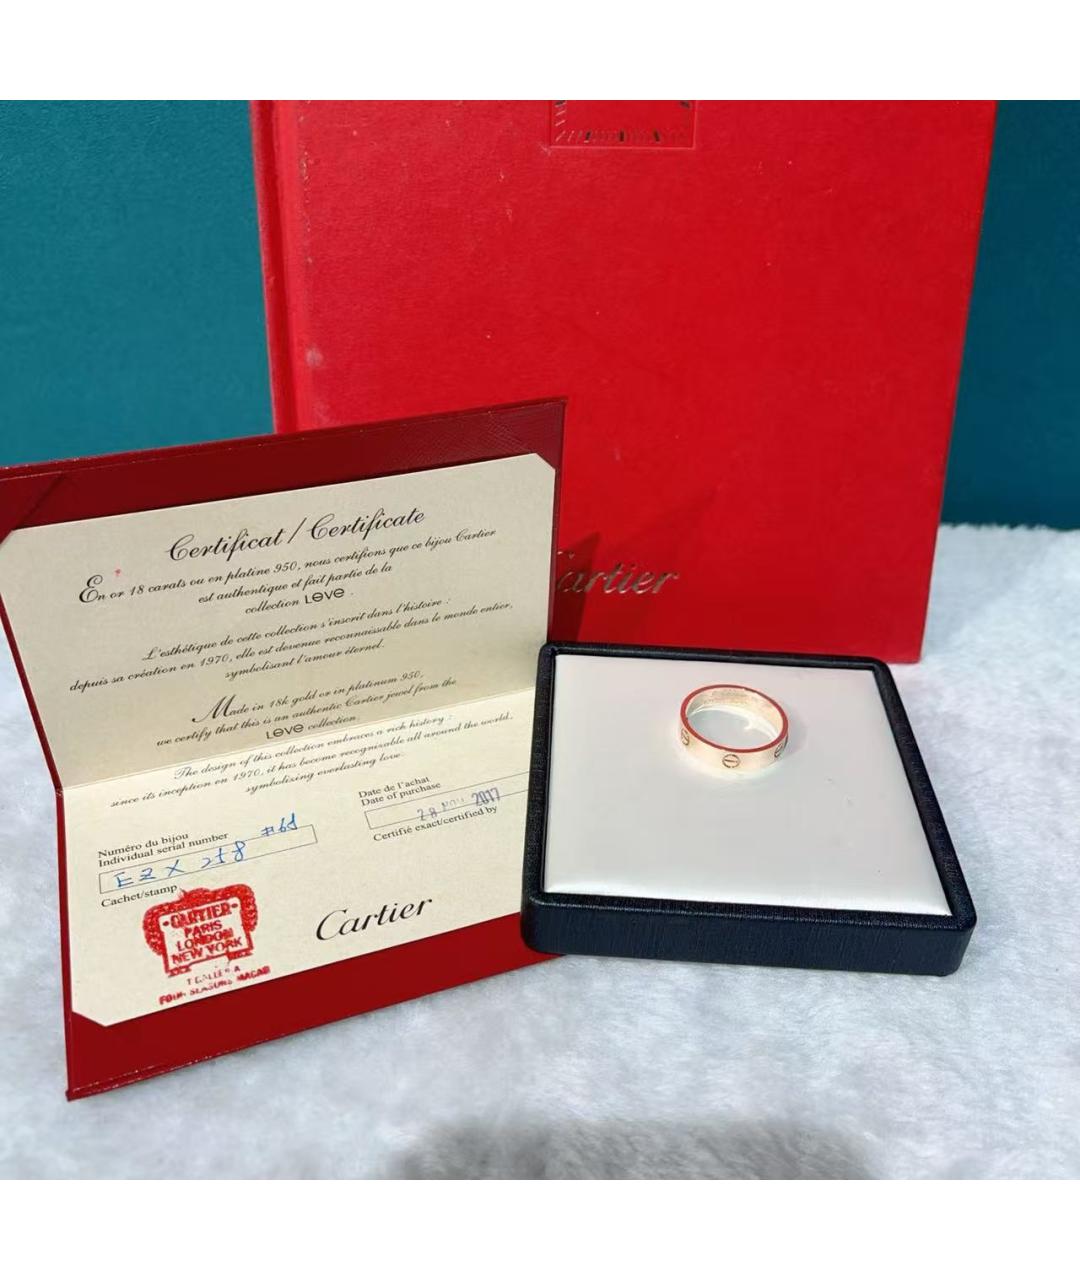 Certificat / Certificate
En or 18 carats ou en platine 950, nous certifions que ce bijou Cartier
est authentique et fait partie de la
collection LOVE .
L'esthétique de cette collection s'inscrit dans l'histoire :
depuis sa création en 1970, elle est devenue reconnaissable dans le monde entier,
symbolisant l'amour éternel.
Made in 18k gold or in platinum 950,
we certify that this is an authentic Cartier jewel from the
LOVE collection.
The design of this collection embraces a rich history :
since its inception en 1970, it has become recognizable all around the world,
symbolizing everlasting love.
Numéro du bijou
Individual serial number
Date de l'achat
Date of purchase
28 NOV 2017
Certifié exact/certified by
Cachet/stamp
CARTIER
PARIS
LONDON
NEW YORK
FOUR SEASONS MACAU
Cartier
Cartier